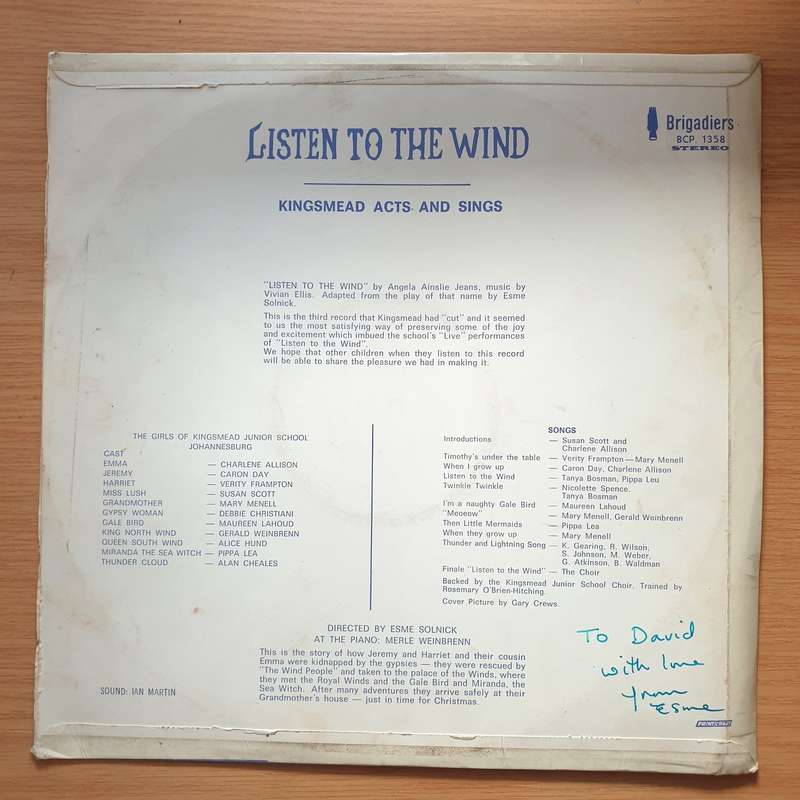 LISTEN TO THE WIND
Brigadiers
BCP 1358
STEREO
KINGSMEAD ACTS AND SINGS
"LISTEN TO THE WIND" by Angela Ainslie Jeans, music by
Vivian Ellis. Adapted from the play of that name by Esme
Solnick.
This is the third record that Kingsmead had "cut" and it seemed
to us the most satisfying way of preserving some of the joy
and excitement which imbued the school's "Live" performances
of "Listen to the Wind".
We hope that other children when they listen to this record
will be able to share the pleasure we had in making it.
THE GIRLS OF KINGSMEAD JUNIOR SCHOOL
JOHANNESBURG
CAST
EMMA — CHARLENE ALLISON
JEREMY — CARON DAY
HARRIET — VERITY FRAMPTON
MISS LUSH — SUSAN SCOTT
GRANDMOTHER — MARY MENELL
GYPSY WOMAN — DEBBIE CHRISTIANI
GALE BIRD — MAUREEN LAHOUD
KING NORTH WIND — GERALD WEINBRENN
QUEEN SOUTH WIND — ALICE HUND
MIRANDA THE SEA WITCH — PIPPA LEA
THUNDER CLOUD — ALAN CHEALES
SONGS
Introductions — Susan Scott and
Charlene Allison
Timothy's under the table — Verity Frampton — Mary Menell
When I grow up — Caron Day, Charlene Allison
Listen to the Wind — Tanya Bosman, Pippa Leu
Twinkle Twinkle — Nicolette Spence,
Tanya Bosman
I'm a naughty Gale Bird — Maureen Lahoud
"Meoeow" — Mary Menell, Gerald Weinbrenn
Then Little Mermaids — Pippa Lea
When they grow up — Mary Menell
Thunder and Lightning Song — K. Gearing, R. Wilson,
S. Johnson, M. Weber,
G. Atkinson, B. Waldman
Finale "Listen to the Wind" — The Choir
Backed by the Kingsmead Junior School Choir. Trained by
Rosemary O'Brien-Hitching.
Cover Picture by Gary Crews
DIRECTED BY ESME SOLNICK
AT THE PIANO: MERLE WEINBRENN
This is the story of how Jeremy and Harriet and their cousin
Emma were kidnapped by the gypsies — they were rescued by
"The Wind People" and taken to the palace of the Winds, where
they met the Royal Winds and the Gale Bird and Miranda, the
Sea Witch. After many adventures they arrive safely at their
Grandmother's house — just in time for Christmas.
SOUND: IAN MARTIN
To David
with love
from
Esme
PRINTCRAFT